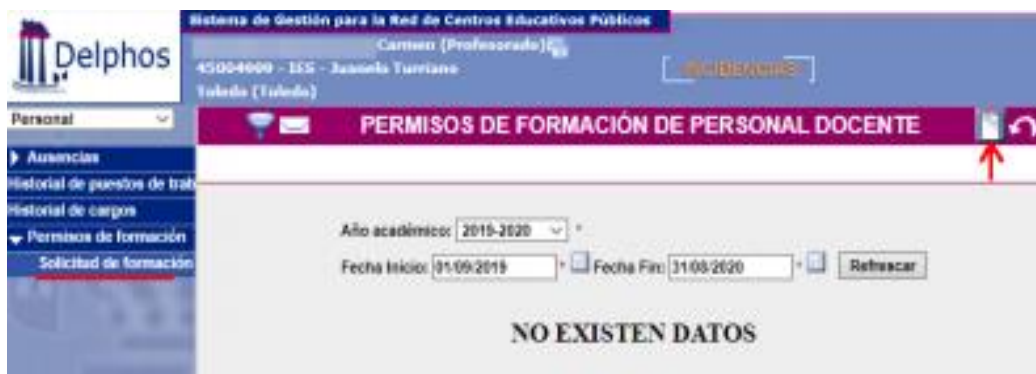 Sistema de Gestión para la Red de Centros Educativos Públicos
Delphos
Carmen (Profesorado)
45004009 - IES - Juanelo Turriano
Toledo (Toledo)
INCIDENCIAS
Personal
PERMISOS DE FORMACIÓN DE PERSONAL DOCENTE
Ausencias
Historial de puestos de trab
Historial de cargos
Permisos de formación
Solicitud de formación
Año académico: 2019-2020 *
Fecha Inicio: 01/09/2019 * Fecha Fin: 31/08/2020 * Refrescar
NO EXISTEN DATOS